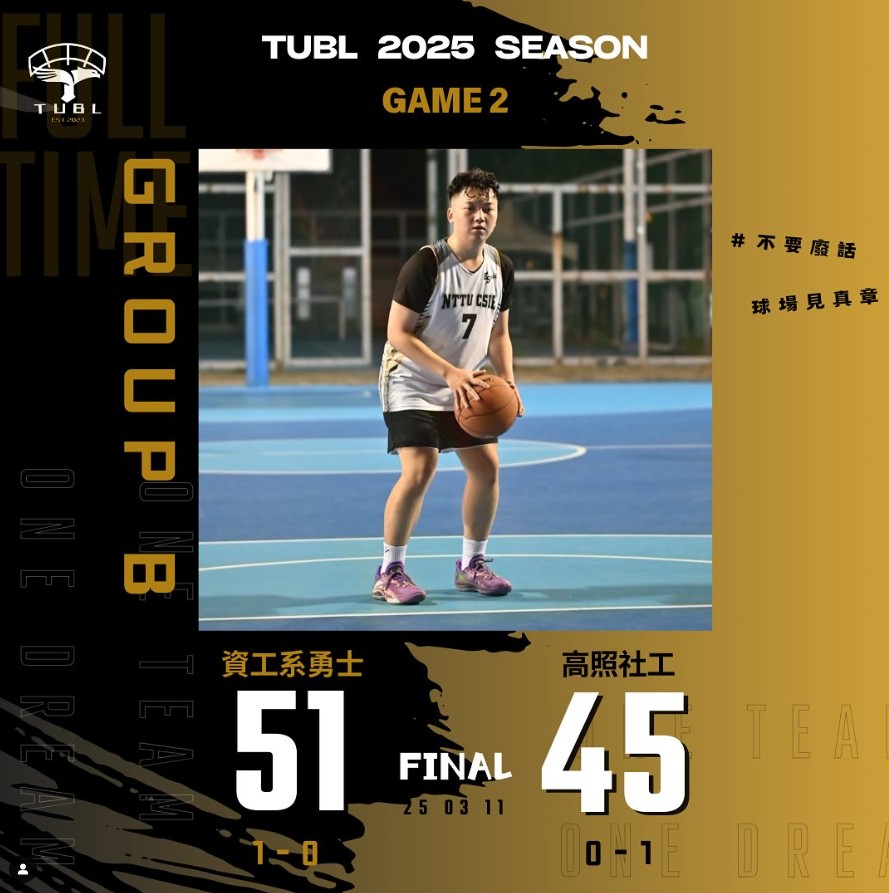 FULL
TIME
TUBL
EST.2023
TUBL 2025 SEASON
GAME 2
GROUP B
#不要廢話
球場見真章
NTTU CSIE
7
ONE DREAM
ONE TEAM
資工系勇士
51
1-0
FINAL
25 03 11
高照社工
45
0-1
ONE TEA
ONE DREA